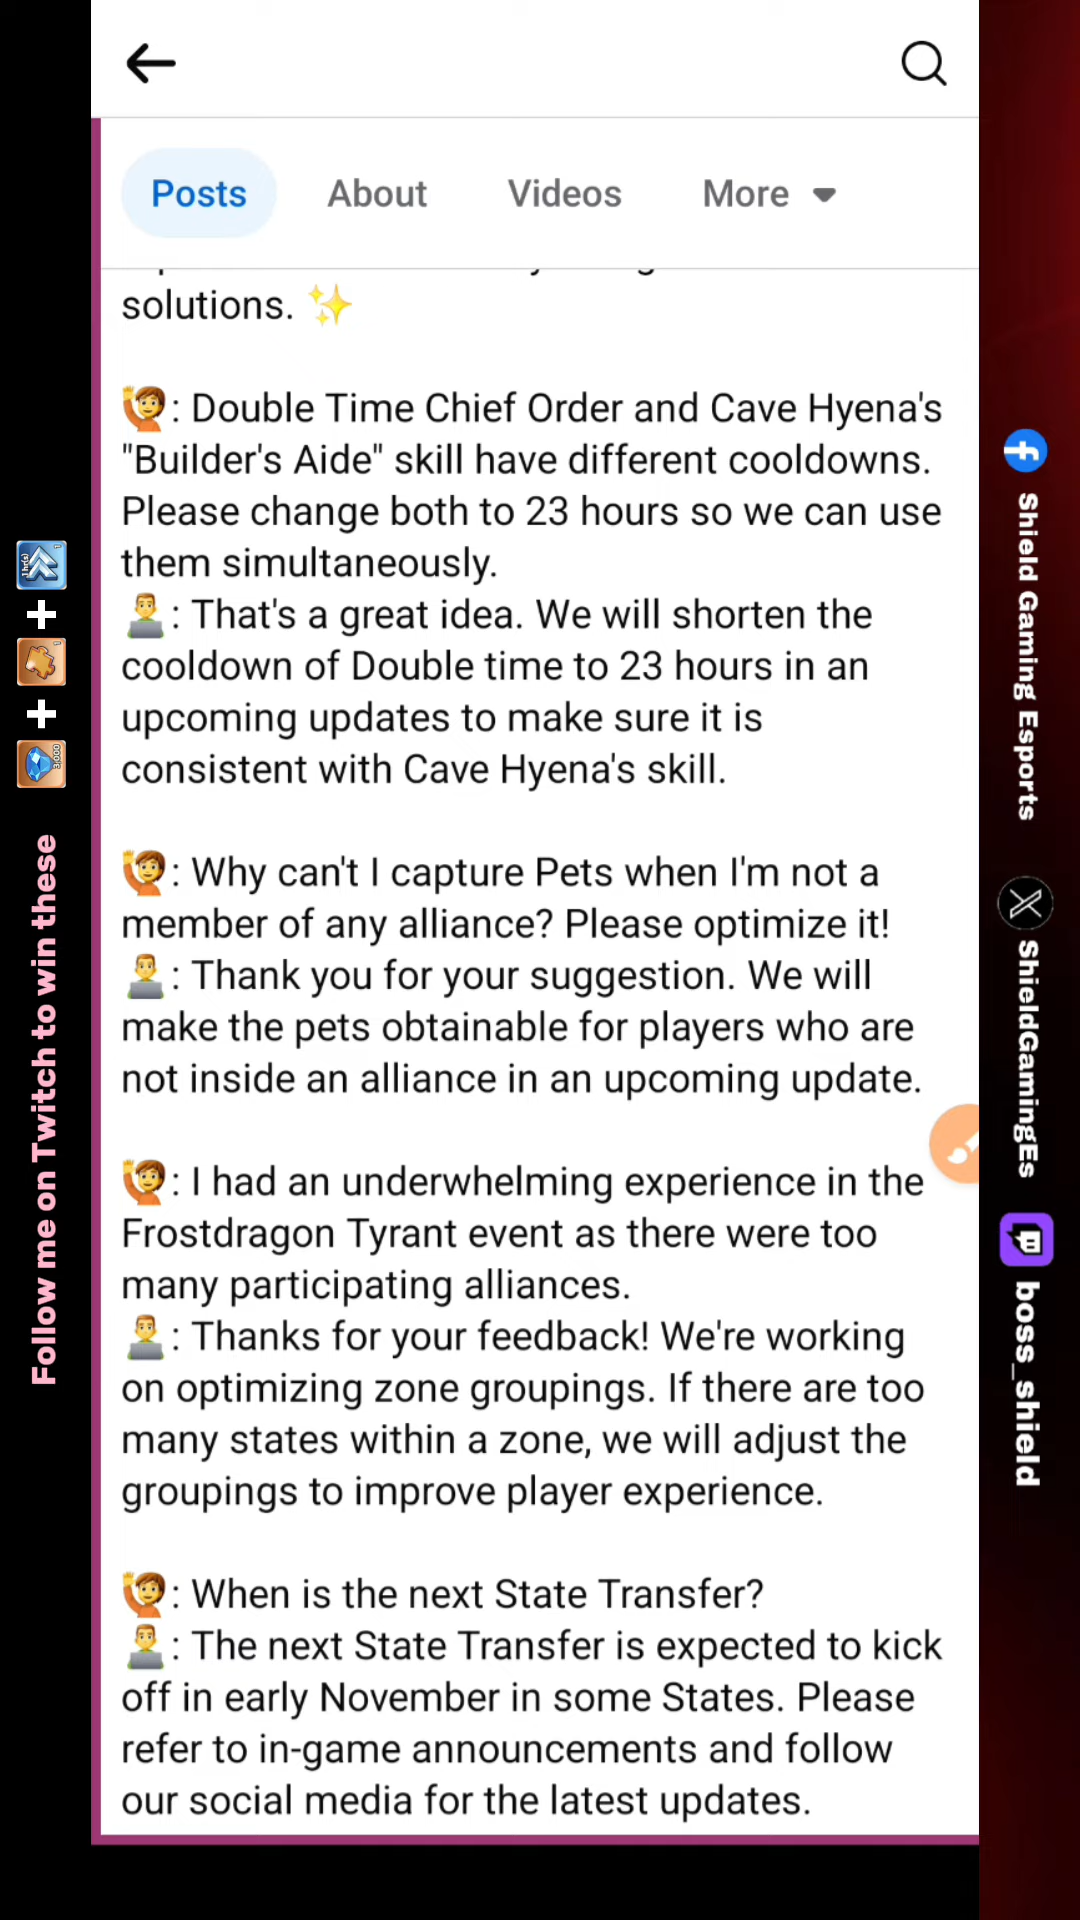 Posts About Videos More
solutions. ✨
🙋: Double Time Chief Order and Cave Hyena's
"Builder's Aide" skill have different cooldowns.
Please change both to 23 hours so we can use
them simultaneously.
👨‍💻: That's a great idea. We will shorten the
cooldown of Double time to 23 hours in an
upcoming updates to make sure it is
consistent with Cave Hyena's skill.
🙋: Why can't I capture Pets when I'm not a
member of any alliance? Please optimize it!
👨‍💻: Thank you for your suggestion. We will
make the pets obtainable for players who are
not inside an alliance in an upcoming update.
🙋: I had an underwhelming experience in the
Frostdragon Tyrant event as there were too
many participating alliances.
👨‍💻: Thanks for your feedback! We're working
on optimizing zone groupings. If there are too
many states within a zone, we will adjust the
groupings to improve player experience.
🙋: When is the next State Transfer?
👨‍💻: The next State Transfer is expected to kick
off in early November in some States. Please
refer to in-game announcements and follow
our social media for the latest updates.
Follow me on Twitch to win these
3,000
+
1
+
1hr(s)
1
Shield Gaming Esports
ShieldGamingEs
boss_shield